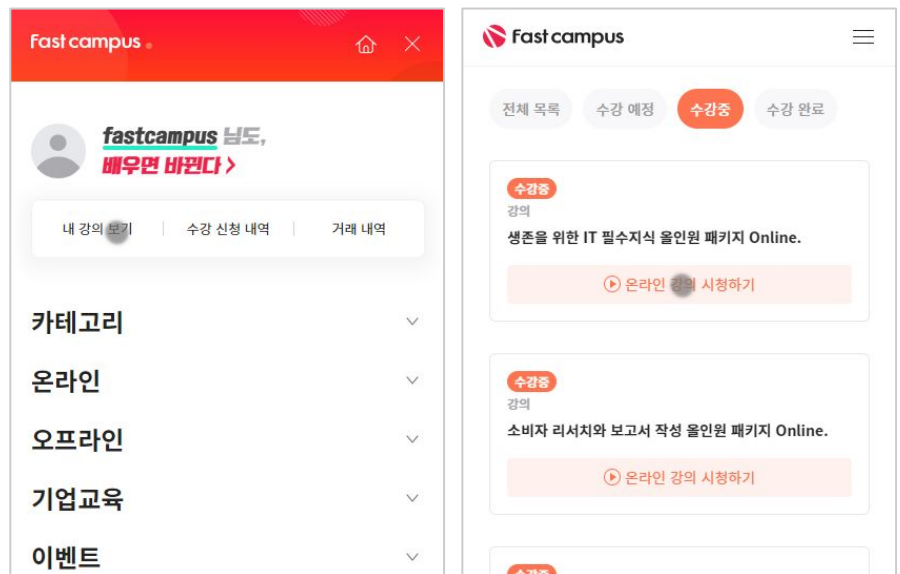 Fast campus
fastcampus 님도,
배우면 바뀐다 >
내 강의 보기
수강 신청 내역
거래 내역
카테고리
온라인
오프라인
기업교육
이벤트
Fast campus
전체 목록
수강 예정
수강중
수강 완료
수강중
강의
생존을 위한 IT 필수지식 올인원 패키지 Online.
온라인 강의 시청하기
수강중
강의
소비자 리서치와 보고서 작성 올인원 패키지 Online.
온라인 강의 시청하기
수강중